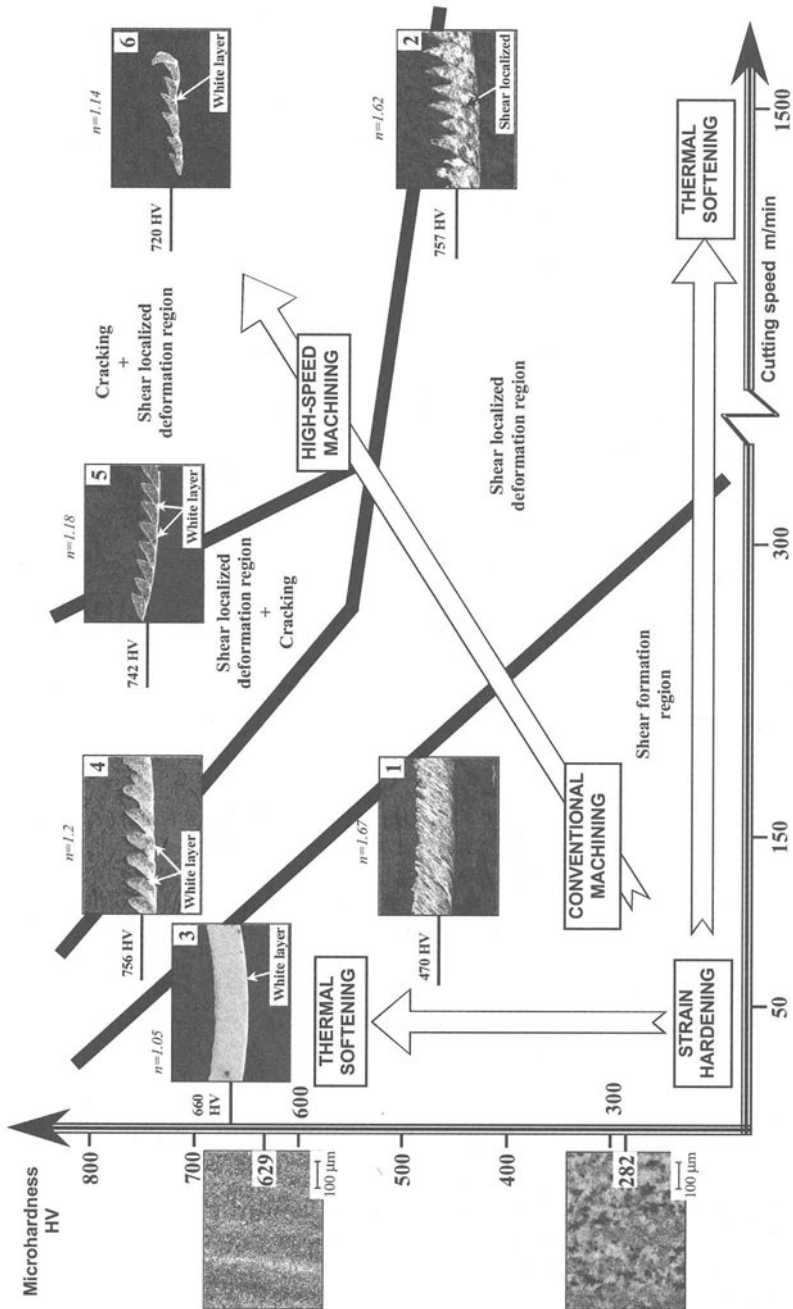 Microhardness
HV
800
700
600
500
400
300
629
100 µm
282
100 µm
n=1.05
3
White layer
660
HV
n=1.2
4
White layer
756 HV
n=1.18
5
White layer
742 HV
n=1.14
6
White layer
720 HV
Cracking
+
Shear localized
deformation region
Shear localized
deformation region
+
Cracking
HIGH-SPEED
MACHINING
n=1.62
2
Shear localized
757 HV
Shear localized
deformation region
n=1.67
1
470 HV
THERMAL
SOFTENING
CONVENTIONAL
MACHINING
Shear formation
region
STRAIN
HARDENING
THERMAL
SOFTENING
50
150
300
1500
Cutting speed m/min